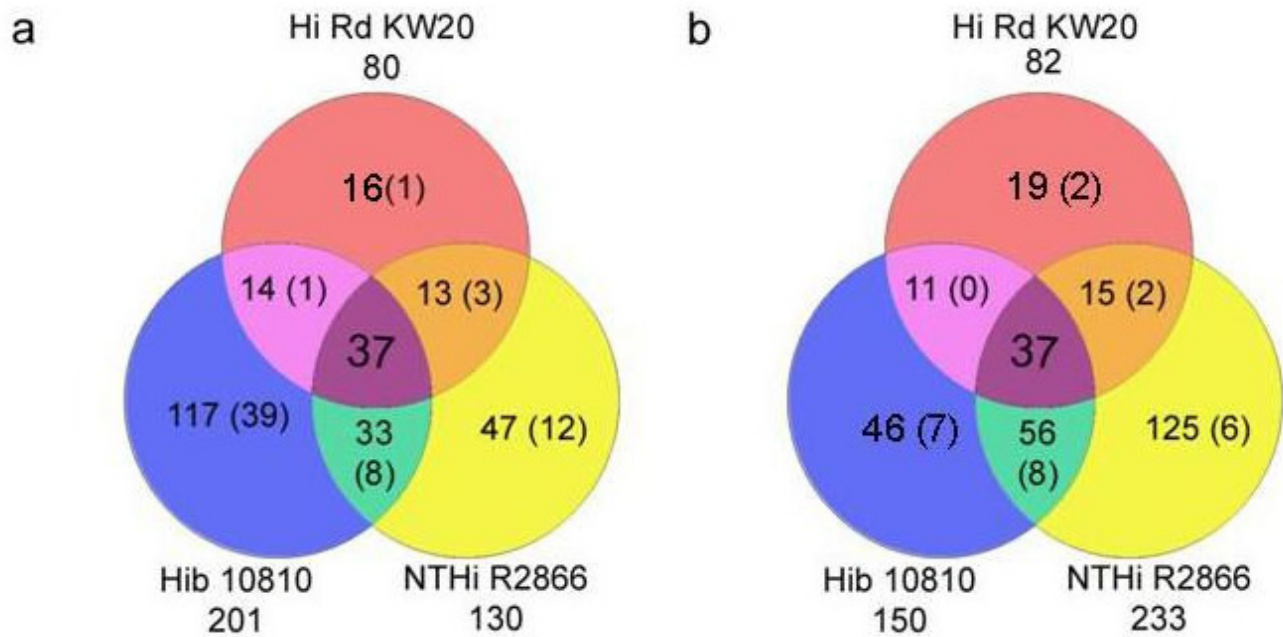 a
Hi Rd KW20
80
16(1)
14 (1)
13 (3)
37
117 (39)
33
(8)
47 (12)
Hib 10810
201
NTHi R2866
130
b
Hi Rd KW20
82
19 (2)
11 (0)
15 (2)
37
46 (7)
56
(8)
125 (6)
Hib 10810
150
NTHi R2866
233